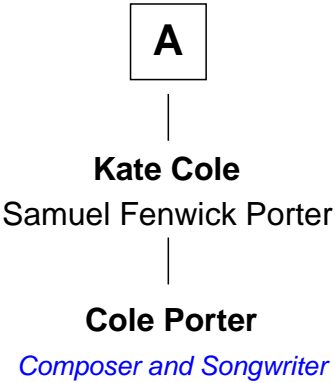 A
Kate Cole
Samuel Fenwick Porter
Cole Porter
Composer and Songwriter